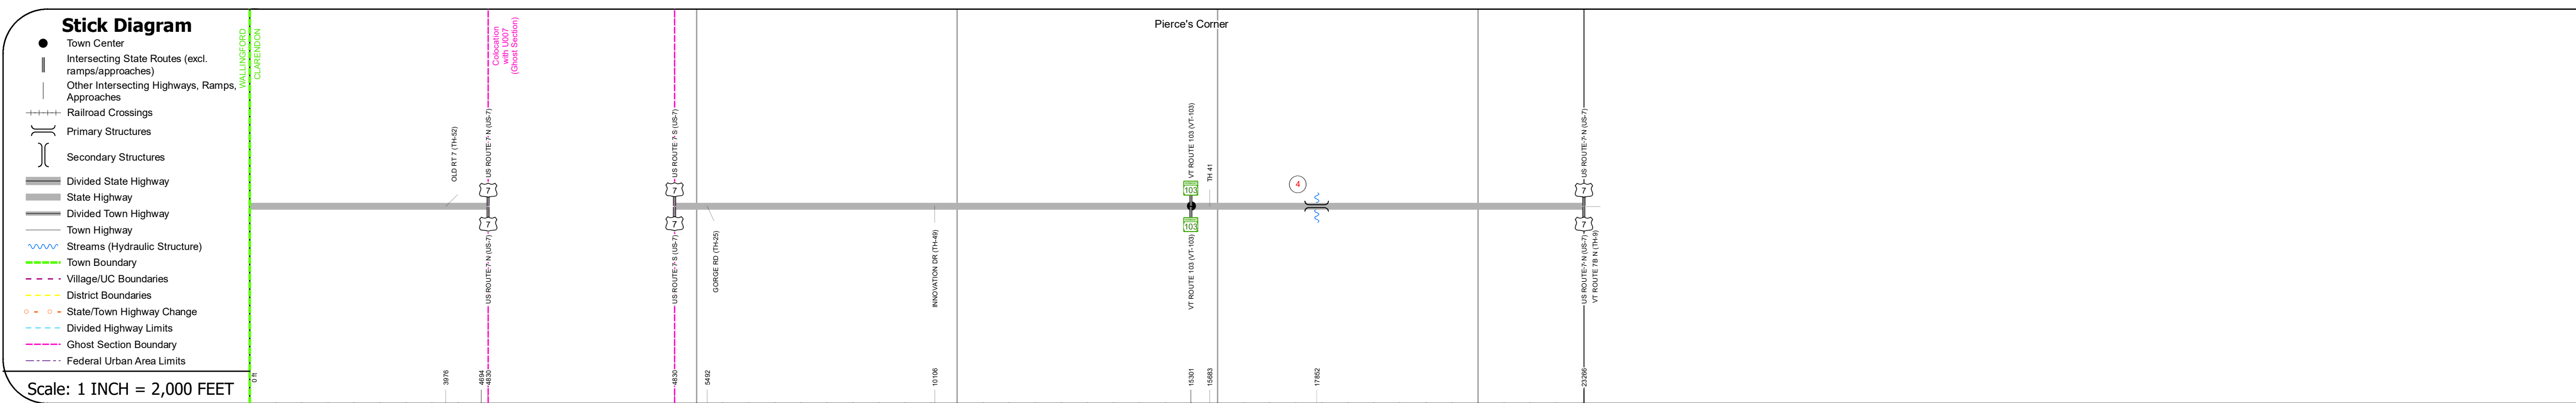 Stick Diagram
Town Center
Intersecting State Routes (excl.
ramps/approaches)
Other Intersecting Highways, Ramps,
Approaches
Railroad Crossings
Primary Structures
Secondary Structures
Divided State Highway
State Highway
Divided Town Highway
Town Highway
Streams (Hydraulic Structure)
Town Boundary
Village/UC Boundaries
District Boundaries
State/Town Highway Change
Divided Highway Limits
Ghost Section Boundary
Federal Urban Area Limits
Scale: 1 INCH = 2,000 FEET
WALLINGFORD
CLARENDON
0 ft
OLD RT 7 (TH-52)
3976
4694
4830
Colocation
with U007
(Ghost Section)
US ROUTE 7 N (US-7)
7
7
US ROUTE 7 N (US-7)
US ROUTE 7 S (US-7)
7
7
US ROUTE 7 S (US-7)
4830
GORGE RD (TH-25)
5492
INNOVATION DR (TH-49)
10106
Pierce's Corner
VT ROUTE 103 (VT-103)
103
103
VT ROUTE 103 (VT-103)
15301
TH 41
15683
4
17852
US ROUTE 7 N (US-7)
7
7
US ROUTE 7 N (US-7)
VT ROUTE 7B N (TH-9)
23266